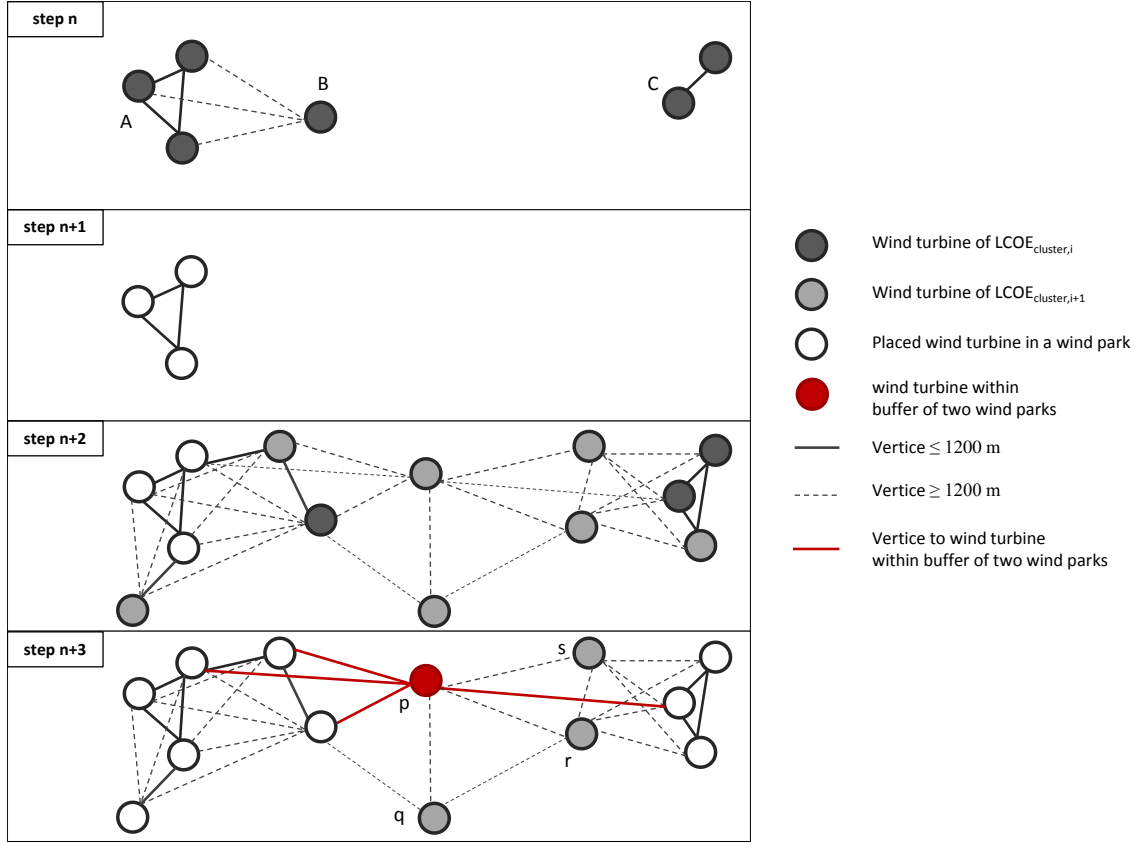 step n
A
B
C
step n+1
step n+2
step n+3
p
q
r
s
Wind turbine of LCOEcluster,i
Wind turbine of LCOEcluster,i+1
Placed wind turbine in a wind park
wind turbine within
buffer of two wind parks
Vertice ≤ 1200 m
Vertice ≥ 1200 m
Vertice to wind turbine
within buffer of two wind parks